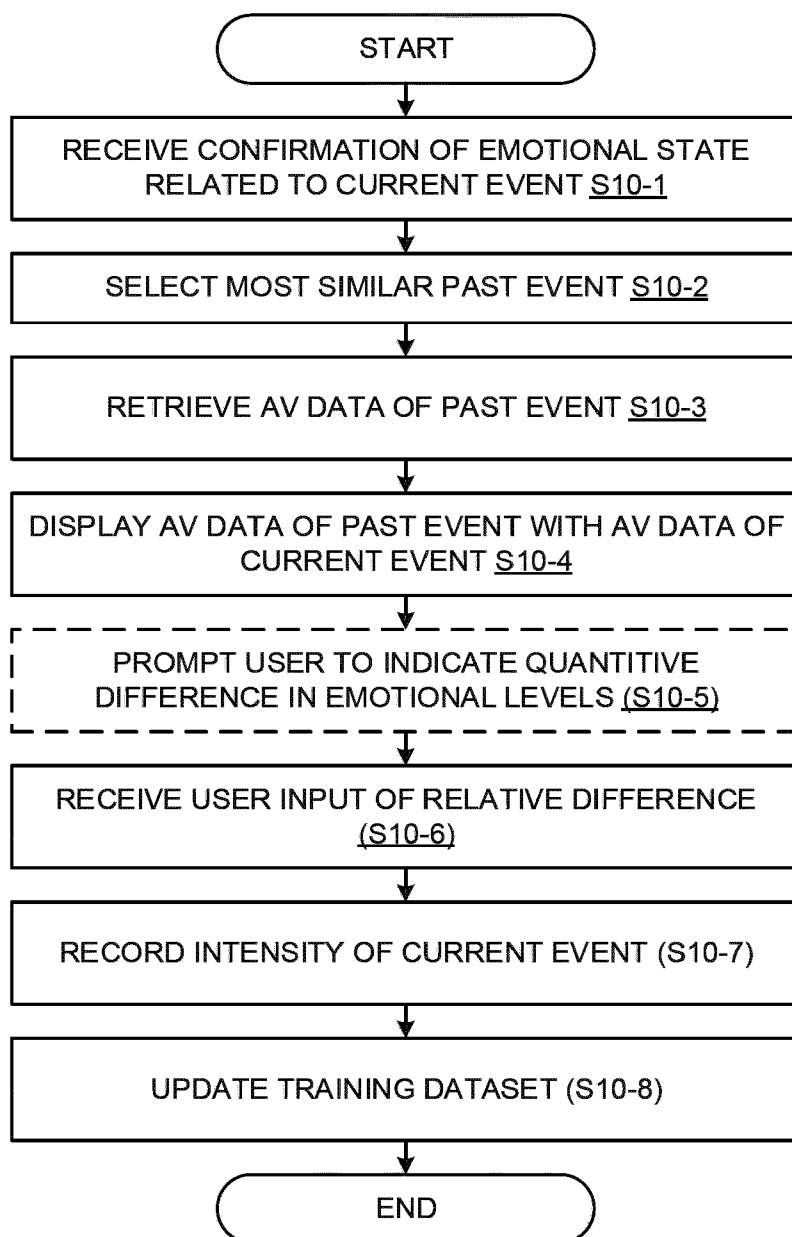 START
RECEIVE CONFIRMATION OF EMOTIONAL STATE
RELATED TO CURRENT EVENT S10-1
SELECT MOST SIMILAR PAST EVENT S10-2
RETRIEVE AV DATA OF PAST EVENT S10-3
DISPLAY AV DATA OF PAST EVENT WITH AV DATA OF
CURRENT EVENT S10-4
PROMPT USER TO INDICATE QUANTITIVE
DIFFERENCE IN EMOTIONAL LEVELS (S10-5)
RECEIVE USER INPUT OF RELATIVE DIFFERENCE
(S10-6)
RECORD INTENSITY OF CURRENT EVENT (S10-7)
UPDATE TRAINING DATASET (S10-8)
END